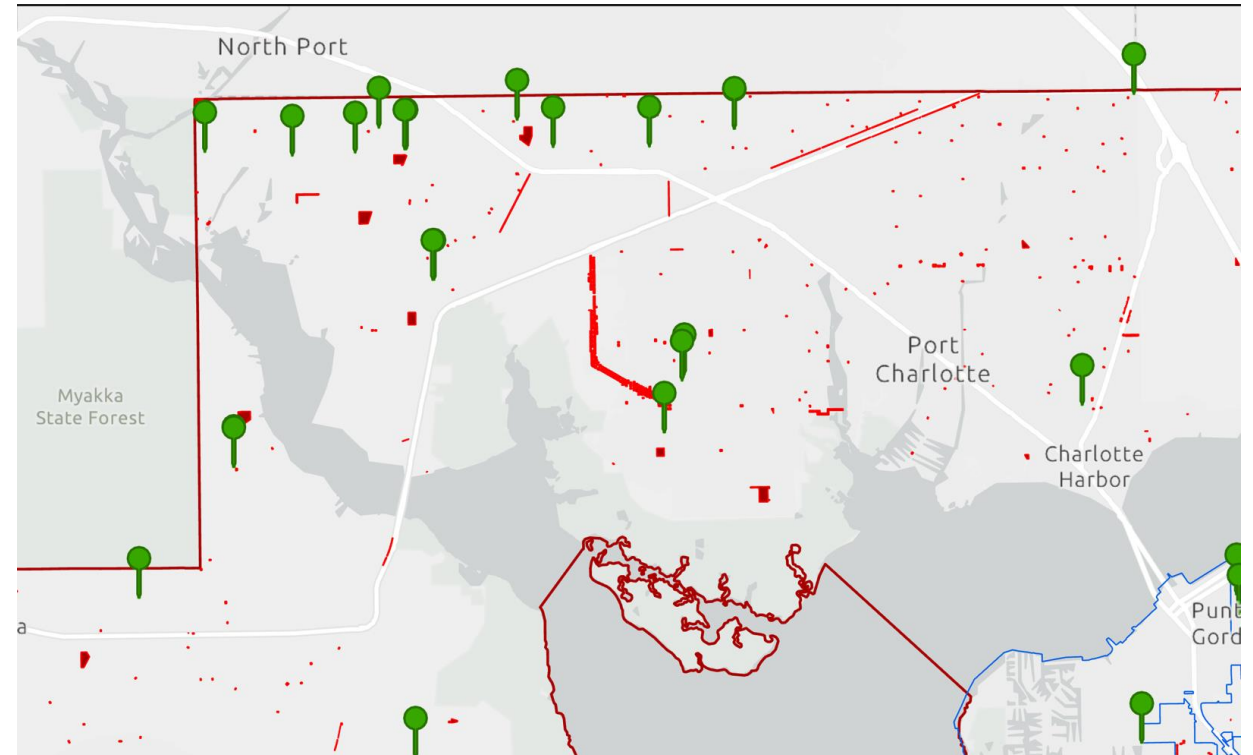 North Port
Port
Charlotte
Myakka
State Forest
Charlotte
Harbor
a
Punt
Gord